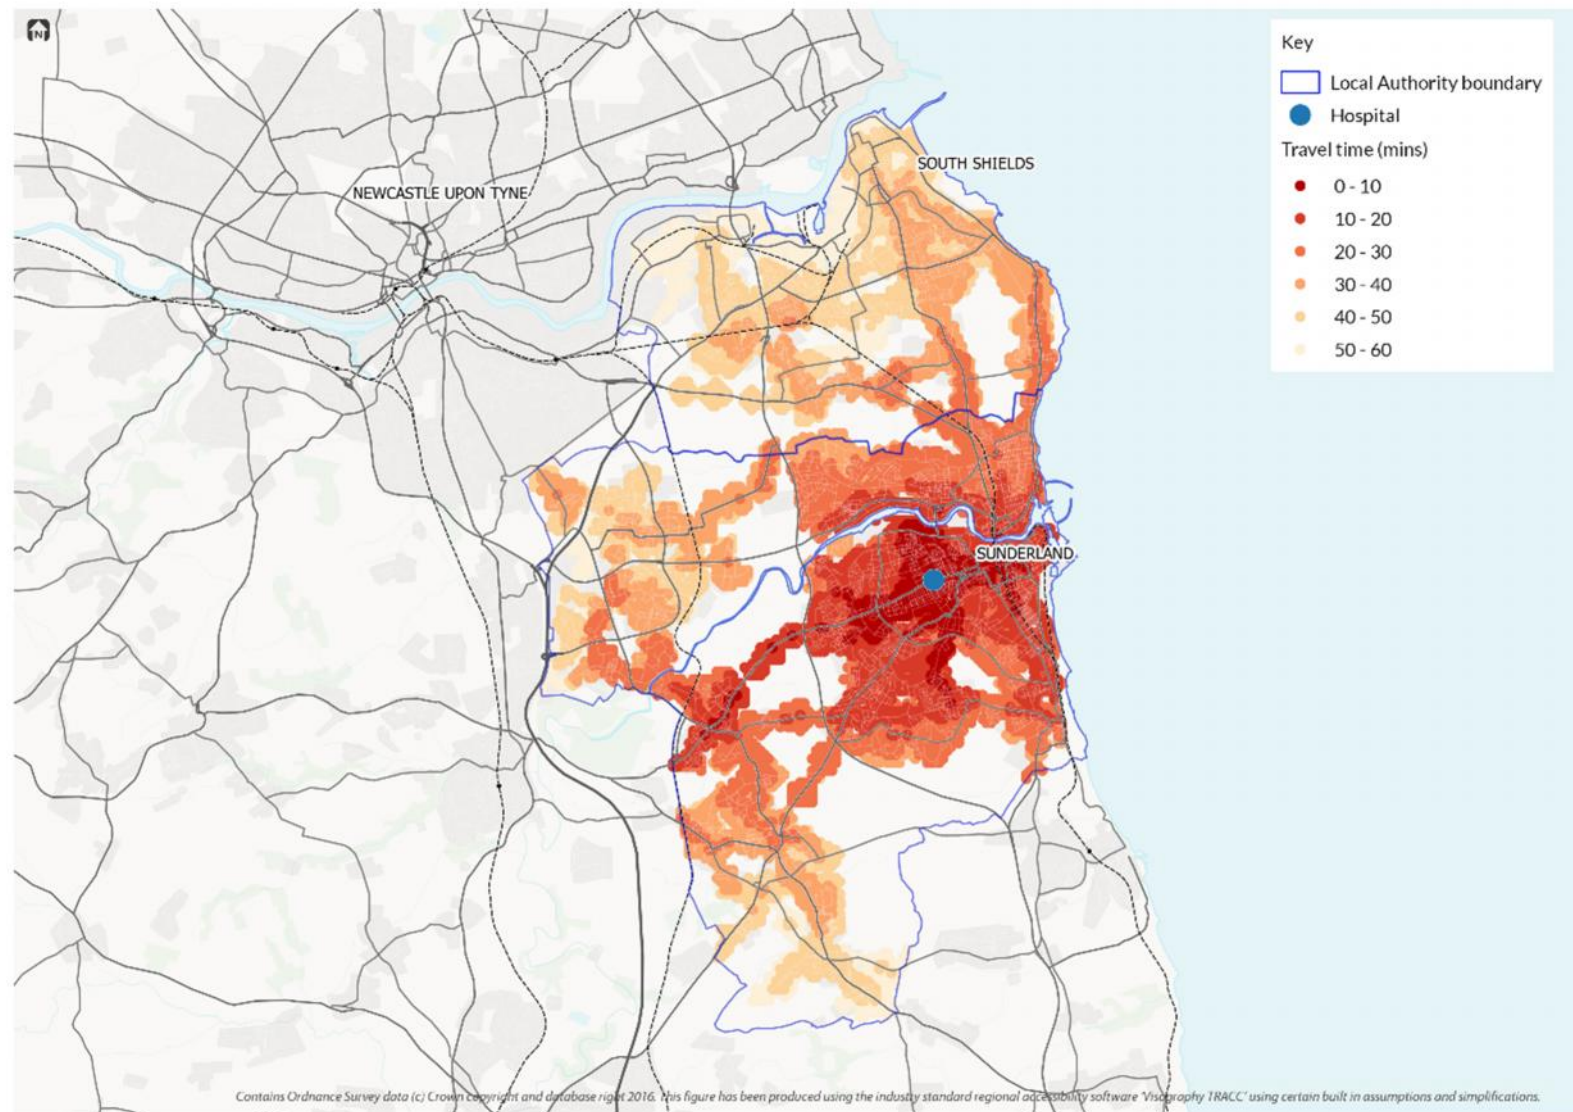 N
Key
Local Authority boundary
Hospital
Travel time (mins)
0 - 10
10 - 20
20 - 30
30 - 40
40 - 50
50 - 60
SOUTH SHIELDS
NEWCASTLE UPON TYNE
SUNDERLAND
Contains Ordnance Survey data (c) Crown copyright and database right 2016. This figure has been produced using the industry standard regional accessibility software 'Visography TRACC' using certain built in assumptions and simplifications.